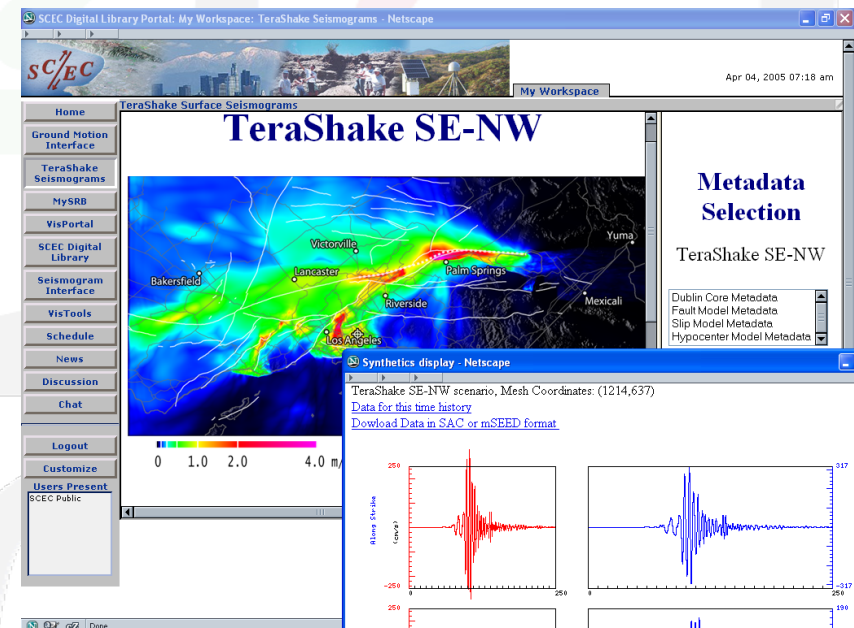 SCEC Digital Library Portal: My Workspace: TeraShake Seismograms - Netscape
SC/EC
My Workspace
Apr 04, 2005 07:18 am
Home
Ground Motion
Interface
TeraShake
Seismograms
MySRB
VisPortal
SCEC Digital
Library
Seismogram
Interface
VisTools
Schedule
News
Discussion
Chat
Logout
Customize
Users Present
SCEC Public
TeraShake Surface Seismograms
TeraShake SE-NW
Victorville
Yuma
Bakersfield
Lancaster
Palm Springs
Riverside
Mexicali
Los Angeles
0 1.0 2.0 4.0 m/
Metadata
Selection
TeraShake SE-NW
Dublin Core Metadata
Fault Model Metadata
Slip Model Metadata
Hypocenter Model Metadata
Synthetics display - Netscape
TeraShake SE-NW scenario, Mesh Coordinates: (1214,637)
Data for this time history
Dowload Data in SAC or mSEED format
250
Along Strike
(cm/s)
-250
0 250
317
-317
0 250
250
190
Done